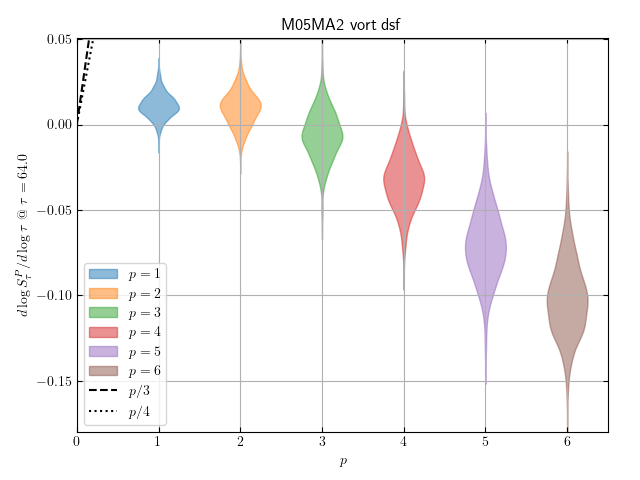 M05MA2 vort dsf
0.05
0.00
−0.05
−0.10
−0.15
d log S_τ^P/d log τ @ τ = 64.0
p = 1
p = 2
p = 3
p = 4
p = 5
p = 6
p/3
p/4
0 1 2 3 4 5 6
p